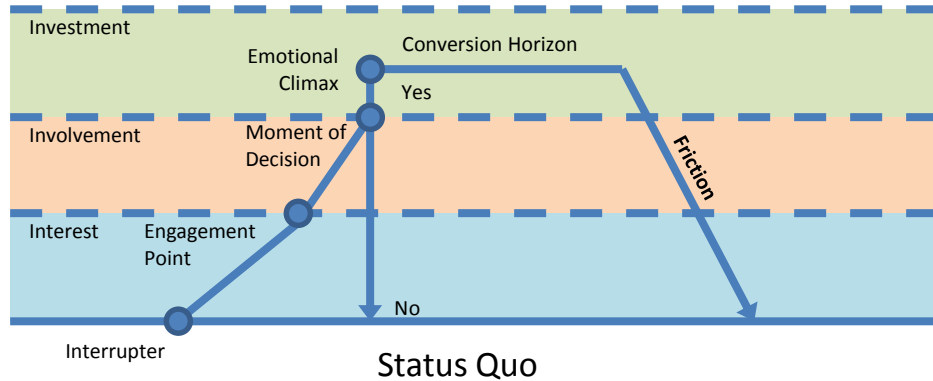 Investment
Emotional
Climax
Conversion Horizon
Yes
Involvement
Moment of
Decision
Friction
Interest
Engagement
Point
No
Interrupter
Status Quo